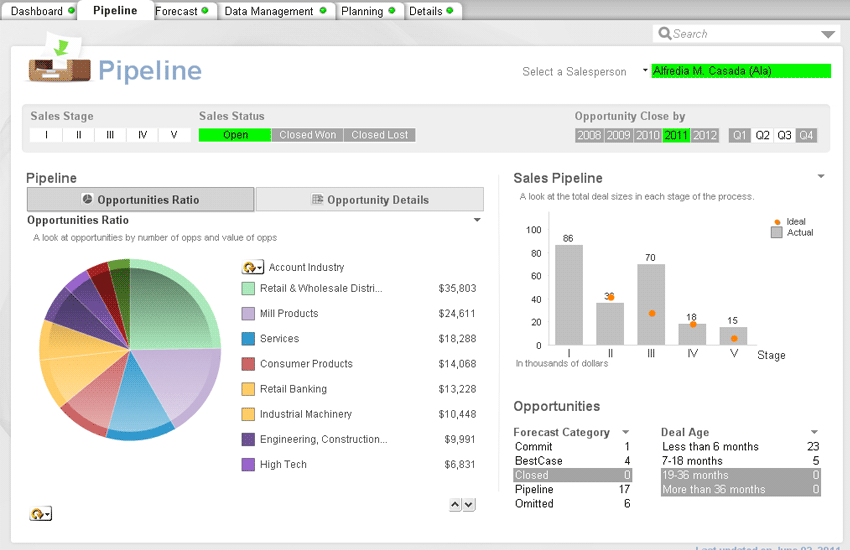 Dashboard Pipeline Forecast Data Management Planning Details
Search
Pipeline
Select a Salesperson Alfredia M. Casada (Ala)
Sales Stage Sales Status Opportunity Close by
I II III IV V Open Closed Won Closed Lost 2008 2009 2010 2011 2012 Q1 Q2 Q3 Q4
Pipeline
Opportunities Ratio Opportunity Details
Opportunities Ratio
A look at opportunities by number of opps and value of opps
Account Industry
Retail & Wholesale Distri... $35,803
Mill Products $24,611
Services $18,288
Consumer Products $14,068
Retail Banking $13,228
Industrial Machinery $10,448
Engineering, Construction... $9,991
High Tech $6,831
Sales Pipeline
A look at the total deal sizes in each stage of the process.
Ideal
Actual
100
80
60
40
20
0
86 70 18 15
I II III IV V Stage
In thousands of dollars
Opportunities
Forecast Category
Commit 1
BestCase 4
Closed 0
Pipeline 17
Omitted 6
Deal Age
Less than 6 months 23
7-18 months 5
19-36 months 0
More than 36 months 0